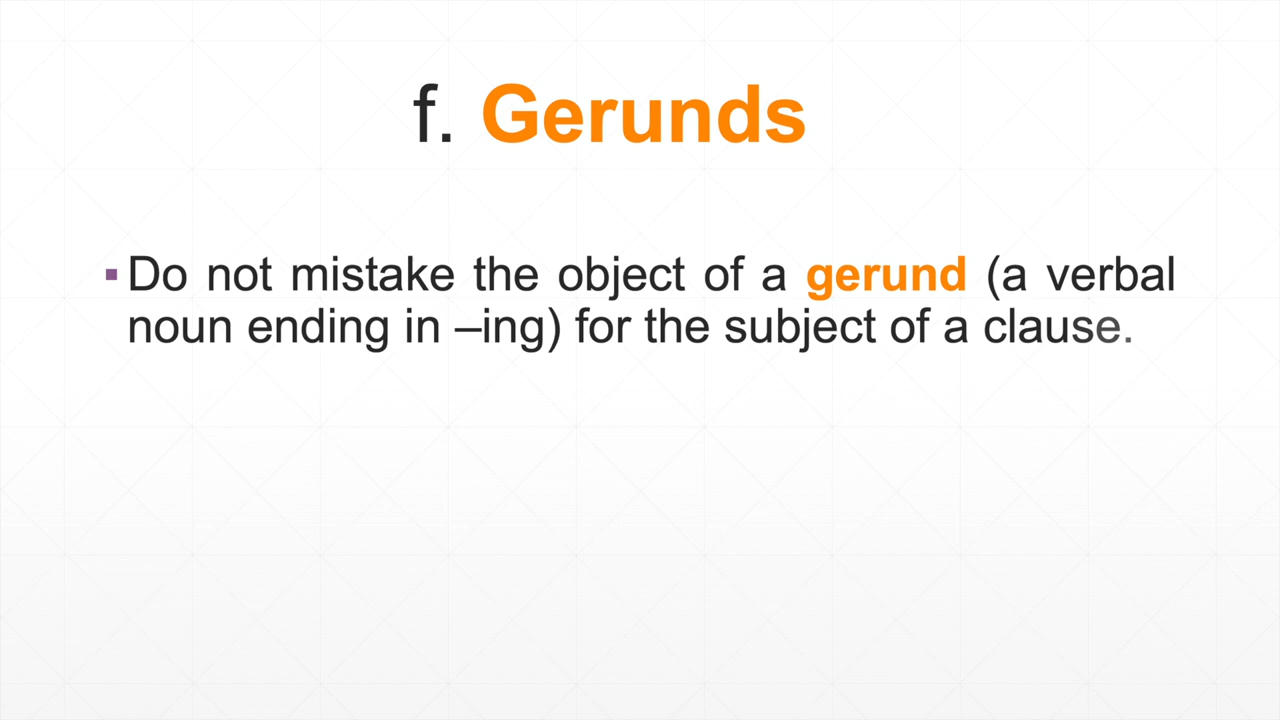 f. Gerunds
▪Do not mistake the object of a gerund (a verbal
noun ending in –ing) for the subject of a clause.